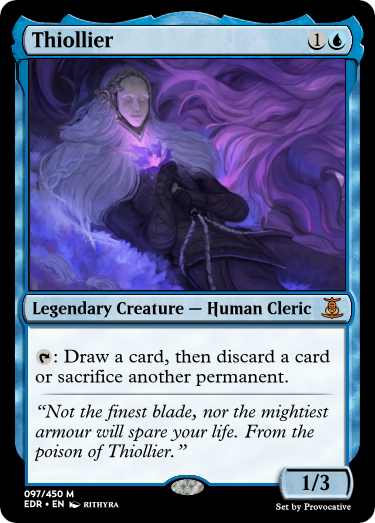 Thiollier 1
Legendary Creature — Human Cleric
: Draw a card, then discard a card
or sacrifice another permanent.
“Not the finest blade, nor the mightiest
armour will spare your life. From the
poison of Thiollier.”
1/3
097/450 M
EDR • EN RITHYRA
Set by Provocative